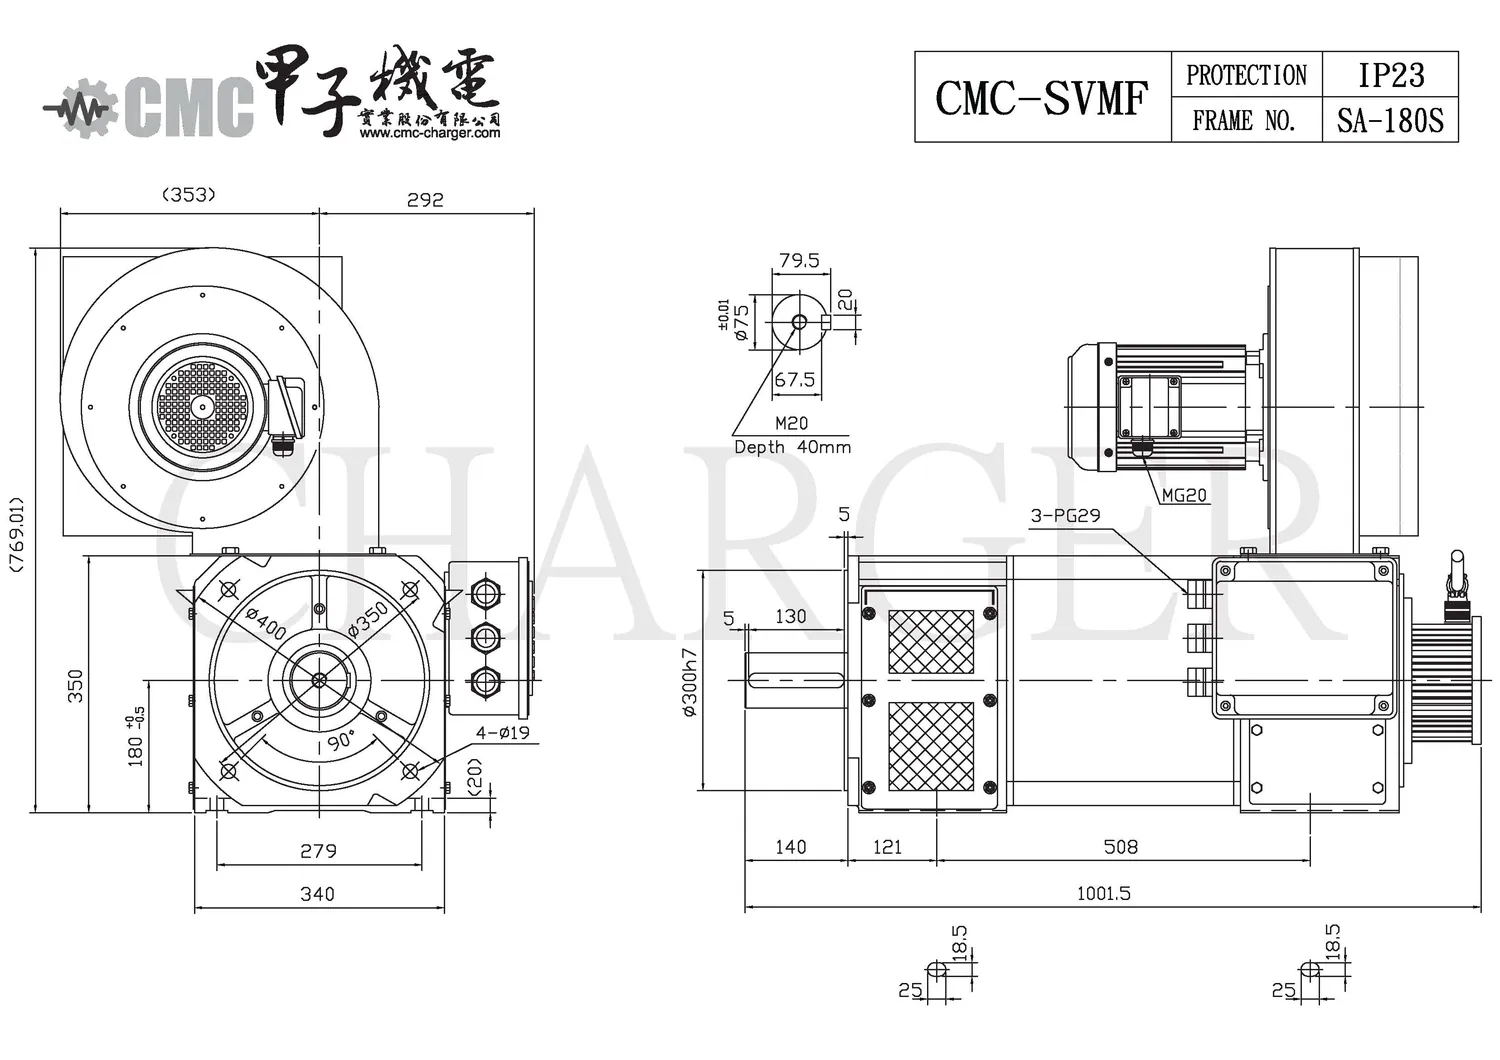 CMC 甲子機電
實業股份有限公司
www.cmc-charger.com
CMC-SVMF
PROTECTION IP23
FRAME NO. SA-180S
(353)
292
(769.01)
350
180 +0 -0.5
ø400
ø350
90°
4-ø19
(20)
279
340
79.5
20
±0.01
ø75
67.5
M20
Depth 40mm
MG20
3-PG29
5
5
130
ø300h7
140
121
508
1001.5
18.5
25
18.5
25
CHARGER